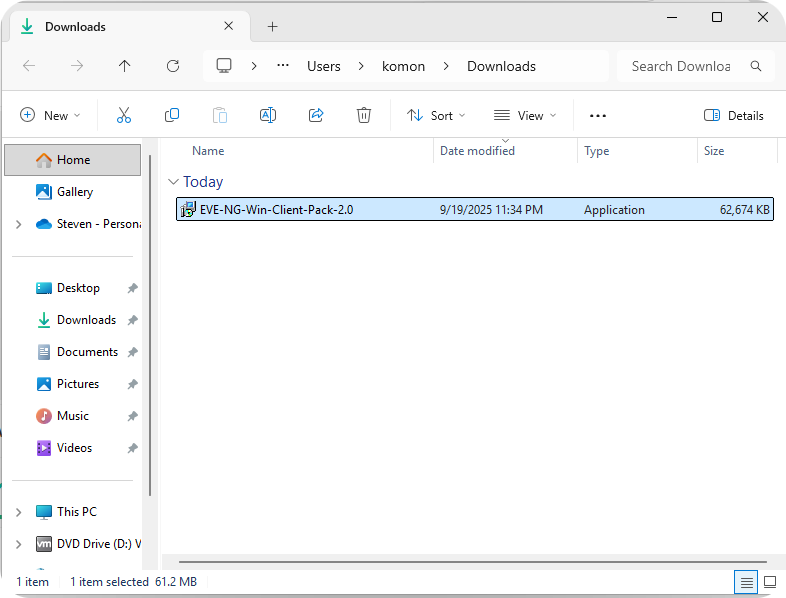 Downloads
Users
komon
Downloads
Search Downloa
New
Sort
View
Details
Name
Date modified
Type
Size
Home
Gallery
Steven - Persona
Desktop
Downloads
Documents
Pictures
Music
Videos
This PC
vm DVD Drive (D:) V
Today
EVE-NG-Win-Client-Pack-2.0 9/19/2025 11:34 PM Application 62,674 KB
1 item 1 item selected 61.2 MB